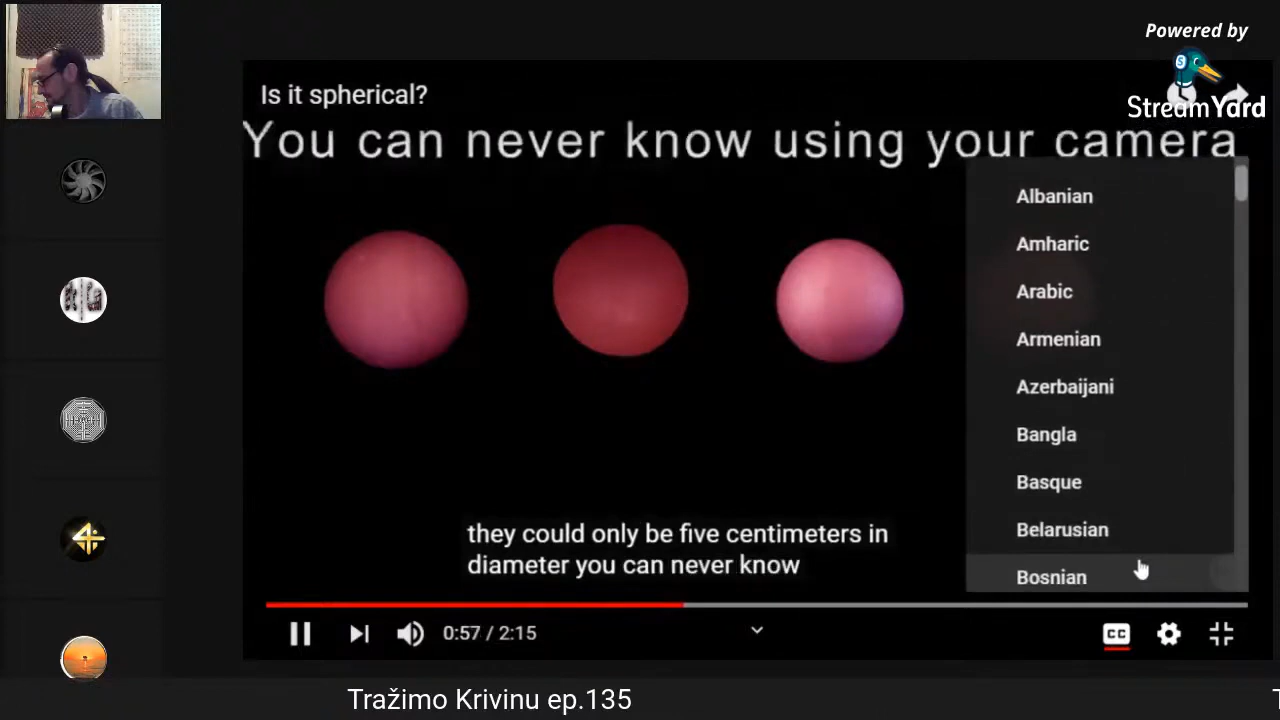 Powered by
StreamYard
Is it spherical?
You can never know using your camera
Albanian
Amharic
Arabic
Armenian
Azerbaijani
Bangla
Basque
Belarusian
Bosnian
they could only be five centimeters in
diameter you can never know
0:57 / 2:15
CC
Tražimo Krivinu ep.135